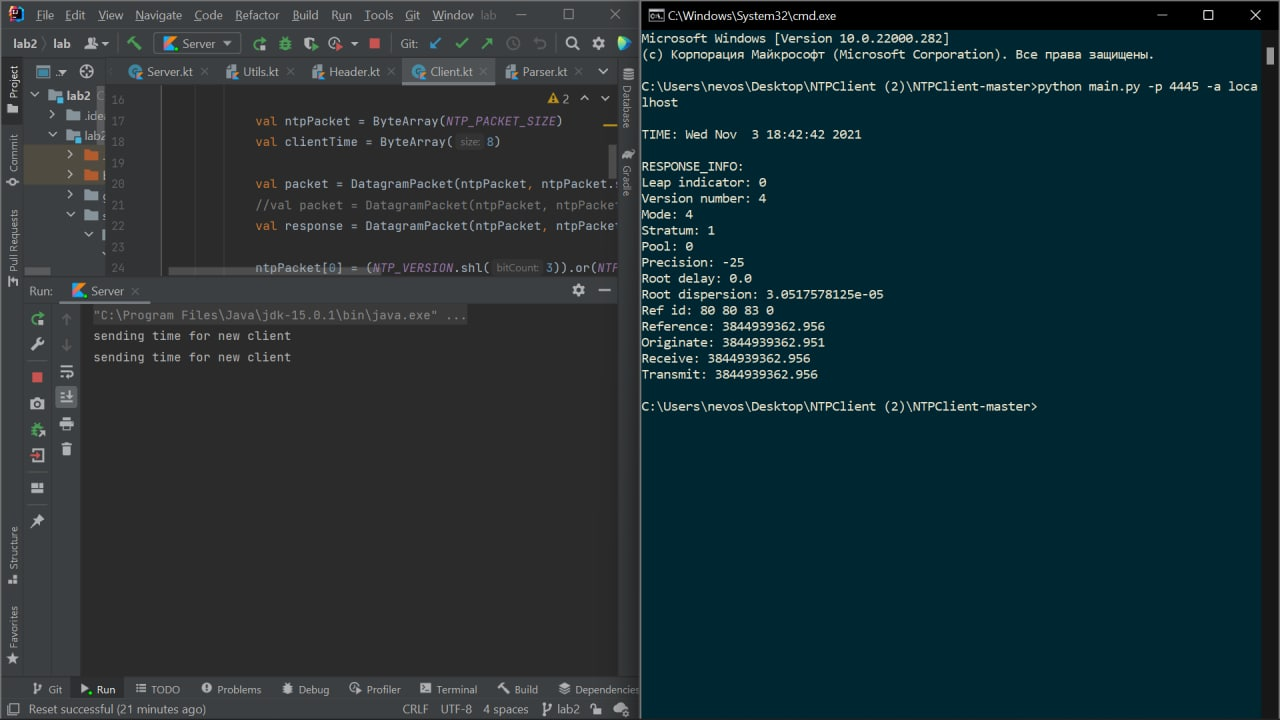 File Edit View Navigate Code Refactor Build Run Tools Git Window lab
lab2 lab Server Git:
Server.kt Utils.kt Header.kt Client.kt Parser.kt
Project
Commit
Pull Requests
Structure
Favorites
Database
Gradle
lab2
.idea
lab2
2
16
17 val ntpPacket = ByteArray(NTP_PACKET_SIZE)
18 val clientTime = ByteArray( size: 8)
19
20 val packet = DatagramPacket(ntpPacket, ntpPacket.
21 //val packet = DatagramPacket(ntpPacket, ntpPacket
22 val response = DatagramPacket(ntpPacket, ntpPacket
23
24 ntpPacket[0] = (NTP_VERSION.shl( bitCount: 3)).or(NTP
Run: Server
"C:\Program Files\Java\jdk-15.0.1\bin\java.exe" ...
sending time for new client
sending time for new client
Git Run TODO Problems Debug Profiler Terminal Build Dependencies
Reset successful (21 minutes ago) CRLF UTF-8 4 spaces lab2
C:\Windows\System32\cmd.exe
Microsoft Windows [Version 10.0.22000.282]
(c) Корпорация Майкрософт (Microsoft Corporation). Все права защищены.
C:\Users\nevos\Desktop\NTPClient (2)\NTPClient-master>python main.py -p 4445 -a loca
lhost
TIME: Wed Nov  3 18:42:42 2021
RESPONSE_INFO:
Leap indicator: 0
Version number: 4
Mode: 4
Stratum: 1
Pool: 0
Precision: -25
Root delay: 0.0
Root dispersion: 3.0517578125e-05
Ref id: 80 80 83 0
Reference: 3844939362.956
Originate: 3844939362.951
Receive: 3844939362.956
Transmit: 3844939362.956
C:\Users\nevos\Desktop\NTPClient (2)\NTPClient-master>